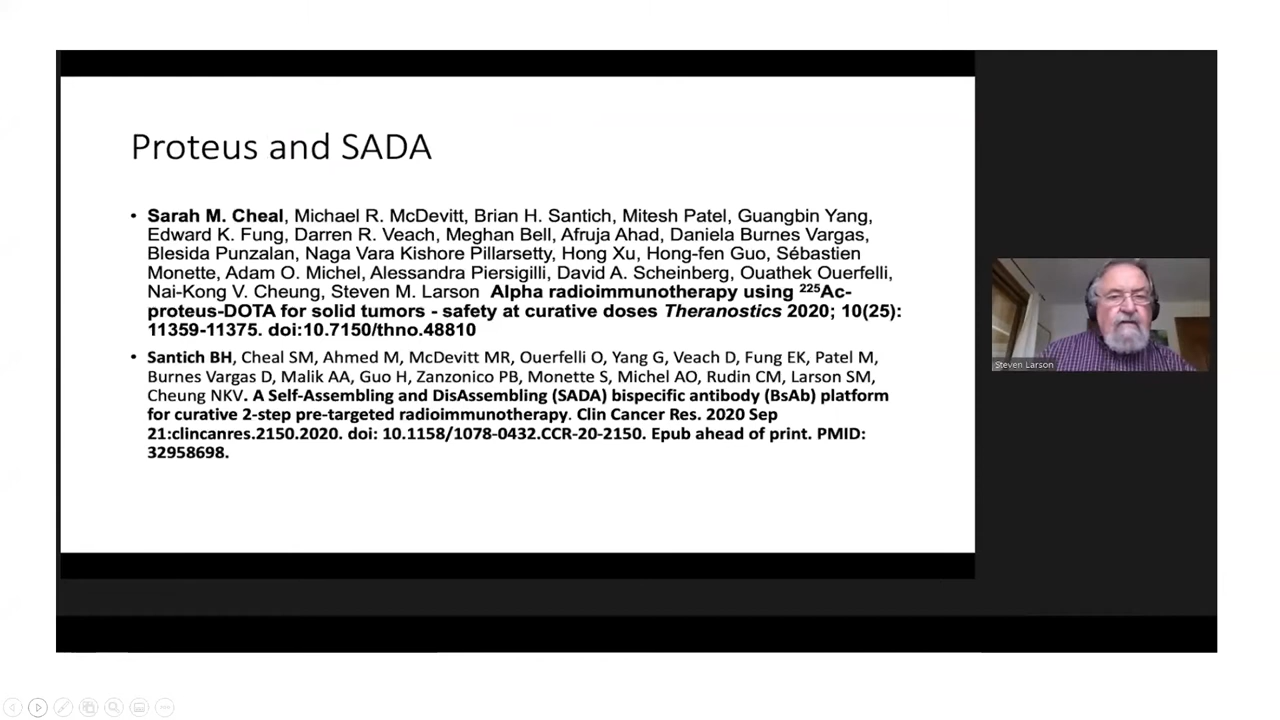 Proteus and SADA
• Sarah M. Cheal, Michael R. McDevitt, Brian H. Santich, Mitesh Patel, Guangbin Yang,
Edward K. Fung, Darren R. Veach, Meghan Bell, Afruja Ahad, Daniela Burnes Vargas,
Blesida Punzalan, Naga Vara Kishore Pillarsetty, Hong Xu, Hong-fen Guo, Sébastien
Monette, Adam O. Michel, Alessandra Piersigilli, David A. Scheinberg, Ouathek Ouerfelli,
Nai-Kong V. Cheung, Steven M. Larson Alpha radioimmunotherapy using ²²⁵Ac-
proteus-DOTA for solid tumors - safety at curative doses Theranostics 2020; 10(25):
11359-11375. doi:10.7150/thno.48810
• Santich BH, Cheal SM, Ahmed M, McDevitt MR, Ouerfelli O, Yang G, Veach D, Fung EK, Patel M,
Burnes Vargas D, Malik AA, Guo H, Zanzonico PB, Monette S, Michel AO, Rudin CM, Larson SM,
Cheung NKV. A Self-Assembling and DisAssembling (SADA) bispecific antibody (BsAb) platform
for curative 2-step pre-targeted radioimmunotherapy. Clin Cancer Res. 2020 Sep
21:clincanres.2150.2020. doi: 10.1158/1078-0432.CCR-20-2150. Epub ahead of print. PMID:
32958698.
Steven Larson